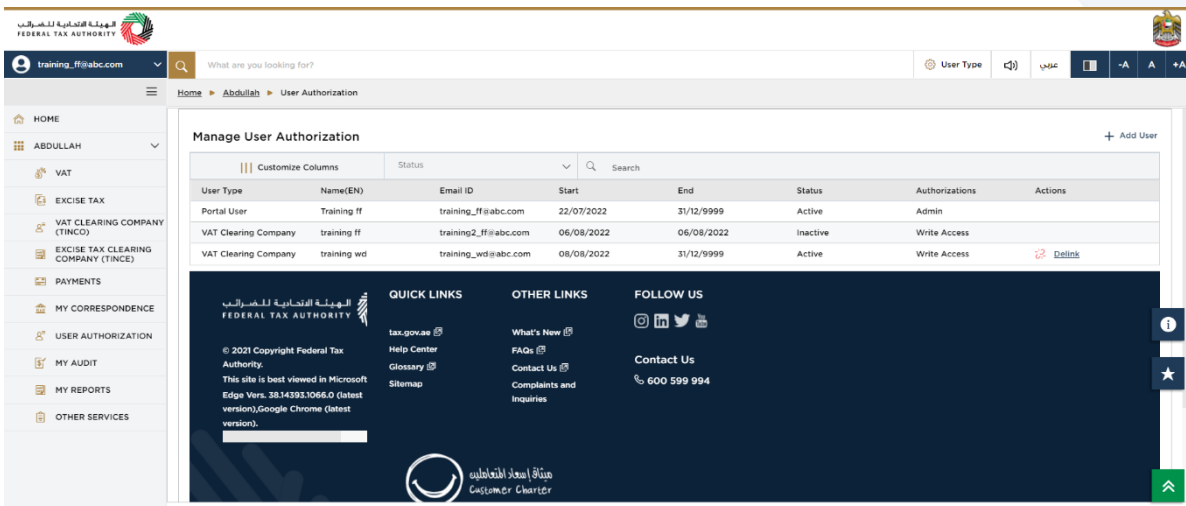 الهيئة الاتحادية للضرائب
FEDERAL TAX AUTHORITY
training_ff@abc.com
What are you looking for?
User Type
عربي
-A
A
+A
Home ▶ Abdullah ▶ User Authorization
HOME
ABDULLAH
VAT
EXCISE TAX
VAT CLEARING COMPANY
(TINCO)
EXCISE TAX CLEARING
COMPANY (TINCE)
PAYMENTS
MY CORRESPONDENCE
USER AUTHORIZATION
MY AUDIT
MY REPORTS
OTHER SERVICES
Manage User Authorization
+ Add User
Customize Columns Status Search
User Type Name(EN) Email ID Start End Status Authorizations Actions
Portal User Training ff training_ff@abc.com 22/07/2022 31/12/9999 Active Admin
VAT Clearing Company training ff training2_ff@abc.com 06/08/2022 06/08/2022 Inactive Write Access
VAT Clearing Company training wd training_wd@abc.com 08/08/2022 31/12/9999 Active Write Access Delink
الهيئة الاتحادية للضرائب
FEDERAL TAX AUTHORITY
© 2021 Copyright Federal Tax
Authority.
This site is best viewed in Microsoft
Edge Vers. 38.14393.1066.0 (latest
version),Google Chrome (latest
version).
QUICK LINKS
tax.gov.ae
Help Center
Glossary
Sitemap
OTHER LINKS
What's New
FAQs
Contact Us
Complaints and
Inquiries
FOLLOW US
Contact Us
600 599 994
ميثاق إسعاد المتعاملين
Customer Charter